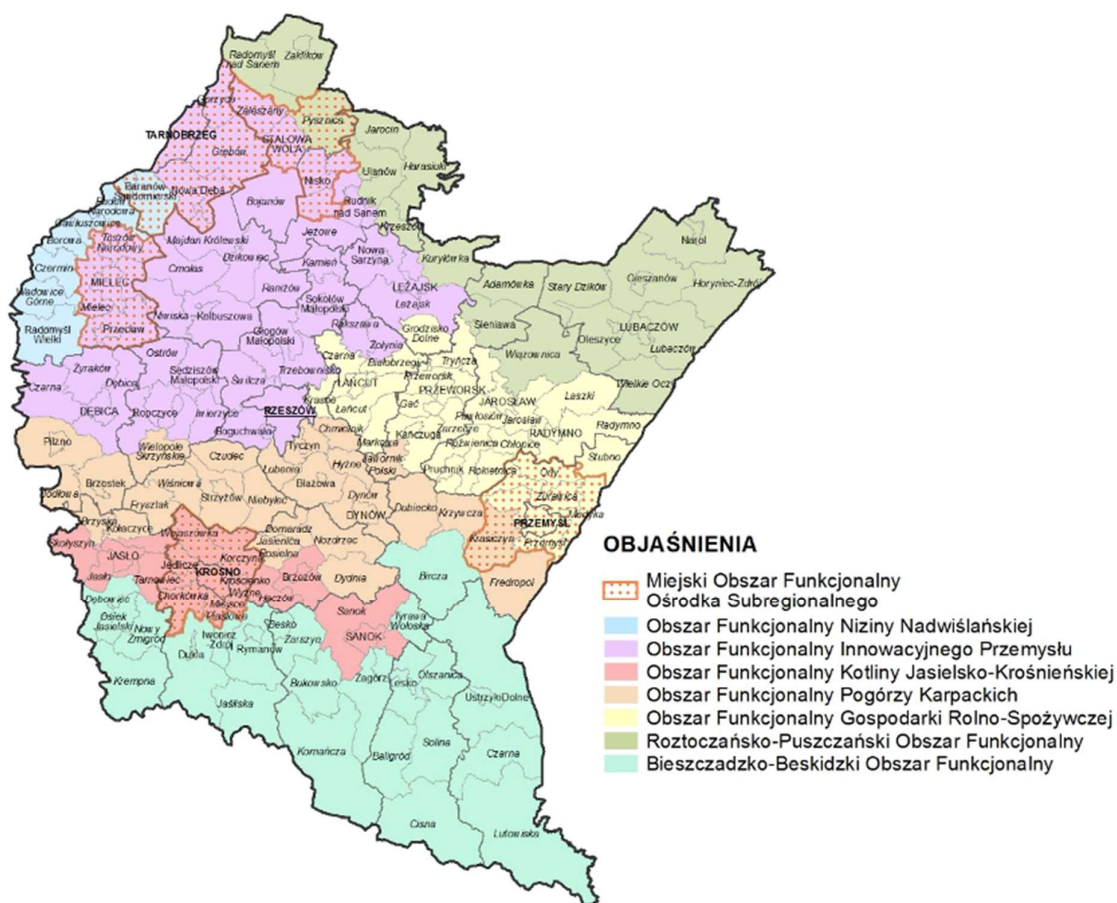 Radomyśl
nad Sanem
Zaklików
Gorzyce
Zaleszany
Pysznica
TARNOBRZEG
STALOWA
WOLA
Jarocin
Grębów
Harasiuki
Ulanów
Nisko
Baranów
Sandomierski
Nowa Dęba
Rudnik
nad Sanem
Bojanów
Padew
Narodowa
Gawłuszowice
Borowa
Tuszów
Narodowy
Majdan Królewski
Jeżowe
Krzeszów
Narol
Czermin
Cmolas
Dzikowiec
Kamień
Nowa
Sarzyna
Kuryłówka
Cieszanów
Horyniec-Zdrój
Wadowice
Górne
MIELEC
Raniżów
LEŻAJSK
Adamówka
Stary Dzików
Mielec
Niwiska
Kolbuszowa
Sokołów
Małopolski
Leżajsk
Radomyśl
Wielki
Przecław
Głogów
Małopolski
Rakszawa
Grodzisko
Dolne
Sieniawa
LUBACZÓW
Oleszyce
Lubaczów
Ostrów
Żołynia
Wiązownica
Żyraków
Sędziszów
Małopolski
Trzebownisko
Czarna
Białobrzegi
Tryńcza
Wielkie Oczy
Czarna
Dębica
Świlcza
ŁAŃCUT
Przeworsk
PRZEWORSK
Laszki
DĘBICA
Ropczyce
Iwierzyce
RZESZÓW
Krasne
Łańcut
Gać
JAROSŁAW
Pawłosiów
Jarosław
Boguchwała
Chmielnik
Kańczuga
Zarzecze
RADYMNO
Radymno
Pilzno
Wielopole
Skrzyńskie
Czudec
Tyczyn
Markowa
Jawornik
Polski
Roźwienica
Chłopice
Stubno
Lubenia
Hyżne
Pruchnik
Rokietnica
Orły
Brzostek
Wiśniowa
Błażowa
Jodłowa
Frysztak
Strzyżów
Niebylec
Dynów
DYNÓW
Dubiecko
Krzywcza
Żurawica
Medyka
PRZEMYŚL
Przemyśl
Krasiczyn
Brzyska
Kołaczyce
Wojaszówka
Domaradz
Jasienica
Rosielna
Nozdrzec
Skołyszyn
JASŁO
Jedlicze
Korczyna
KROSNO
Krościenko
Wyżne
Brzozów
Jasło
Tarnowiec
Chorkówka
Miejsce
Piastowe
Haczów
Dydnia
Bircza
Fredropol
Dębowiec
Osiek
Jasielski
Nowy
Żmigród
Iwonicz
Zdrój
Besko
Sanok
SANOK
Tyrawa
Wołoska
Dukla
Rymanów
Zarszyn
Krempna
Bukowsko
Zagórz
Lesko
Olszanica
Ustrzyki Dolne
Jaśliska
Komańcza
Baligród
Solina
Czarna
Cisna
Lutowiska
OBJAŚNIENIA
Miejski Obszar Funkcjonalny
Ośrodka Subregionalnego
Obszar Funkcjonalny Niziny Nadwiślańskiej
Obszar Funkcjonalny Innowacyjnego Przemysłu
Obszar Funkcjonalny Kotliny Jasielsko-Krośnieńskiej
Obszar Funkcjonalny Pogórzy Karpackich
Obszar Funkcjonalny Gospodarki Rolno-Spożywczej
Roztoczańsko-Puszczański Obszar Funkcjonalny
Bieszczadzko-Beskidzki Obszar Funkcjonalny